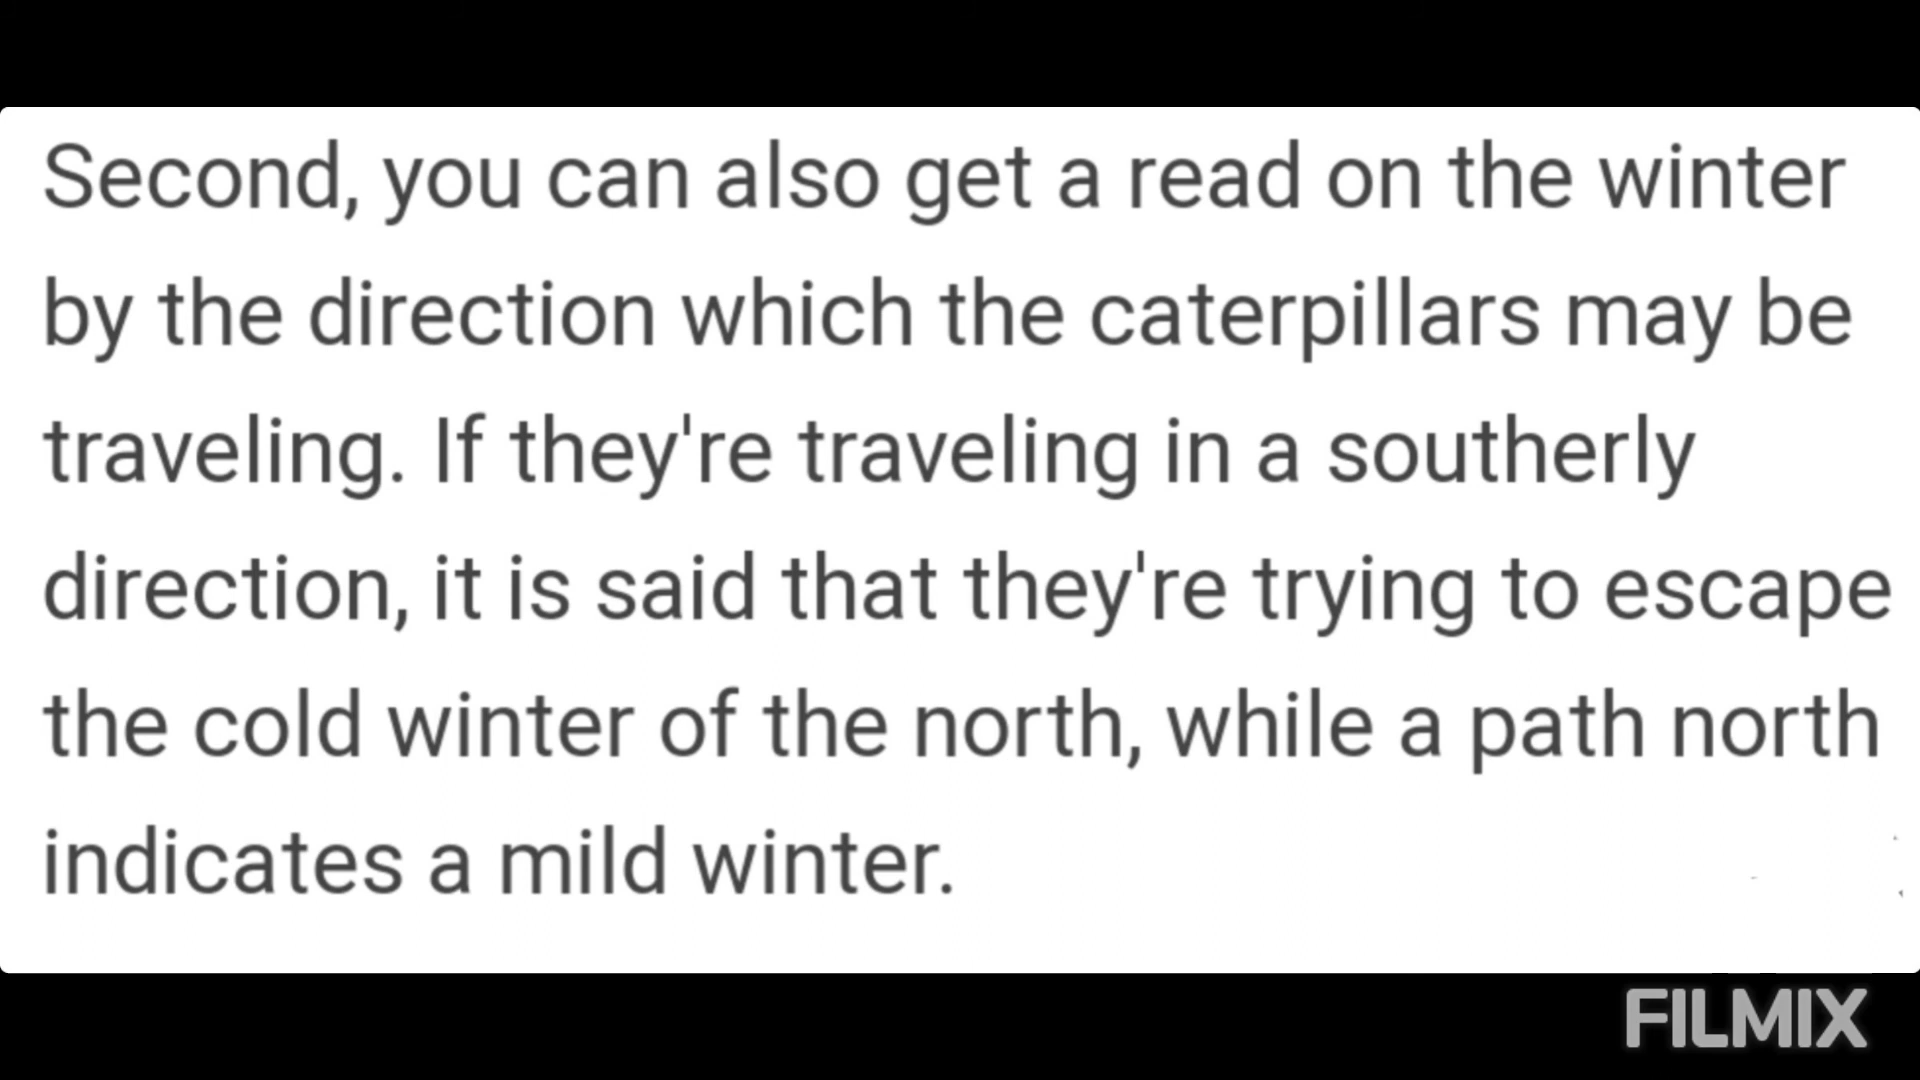 Second, you can also get a read on the winter
by the direction which the caterpillars may be
traveling. If they're traveling in a southerly
direction, it is said that they're trying to escape
the cold winter of the north, while a path north
indicates a mild winter.
FILMIX